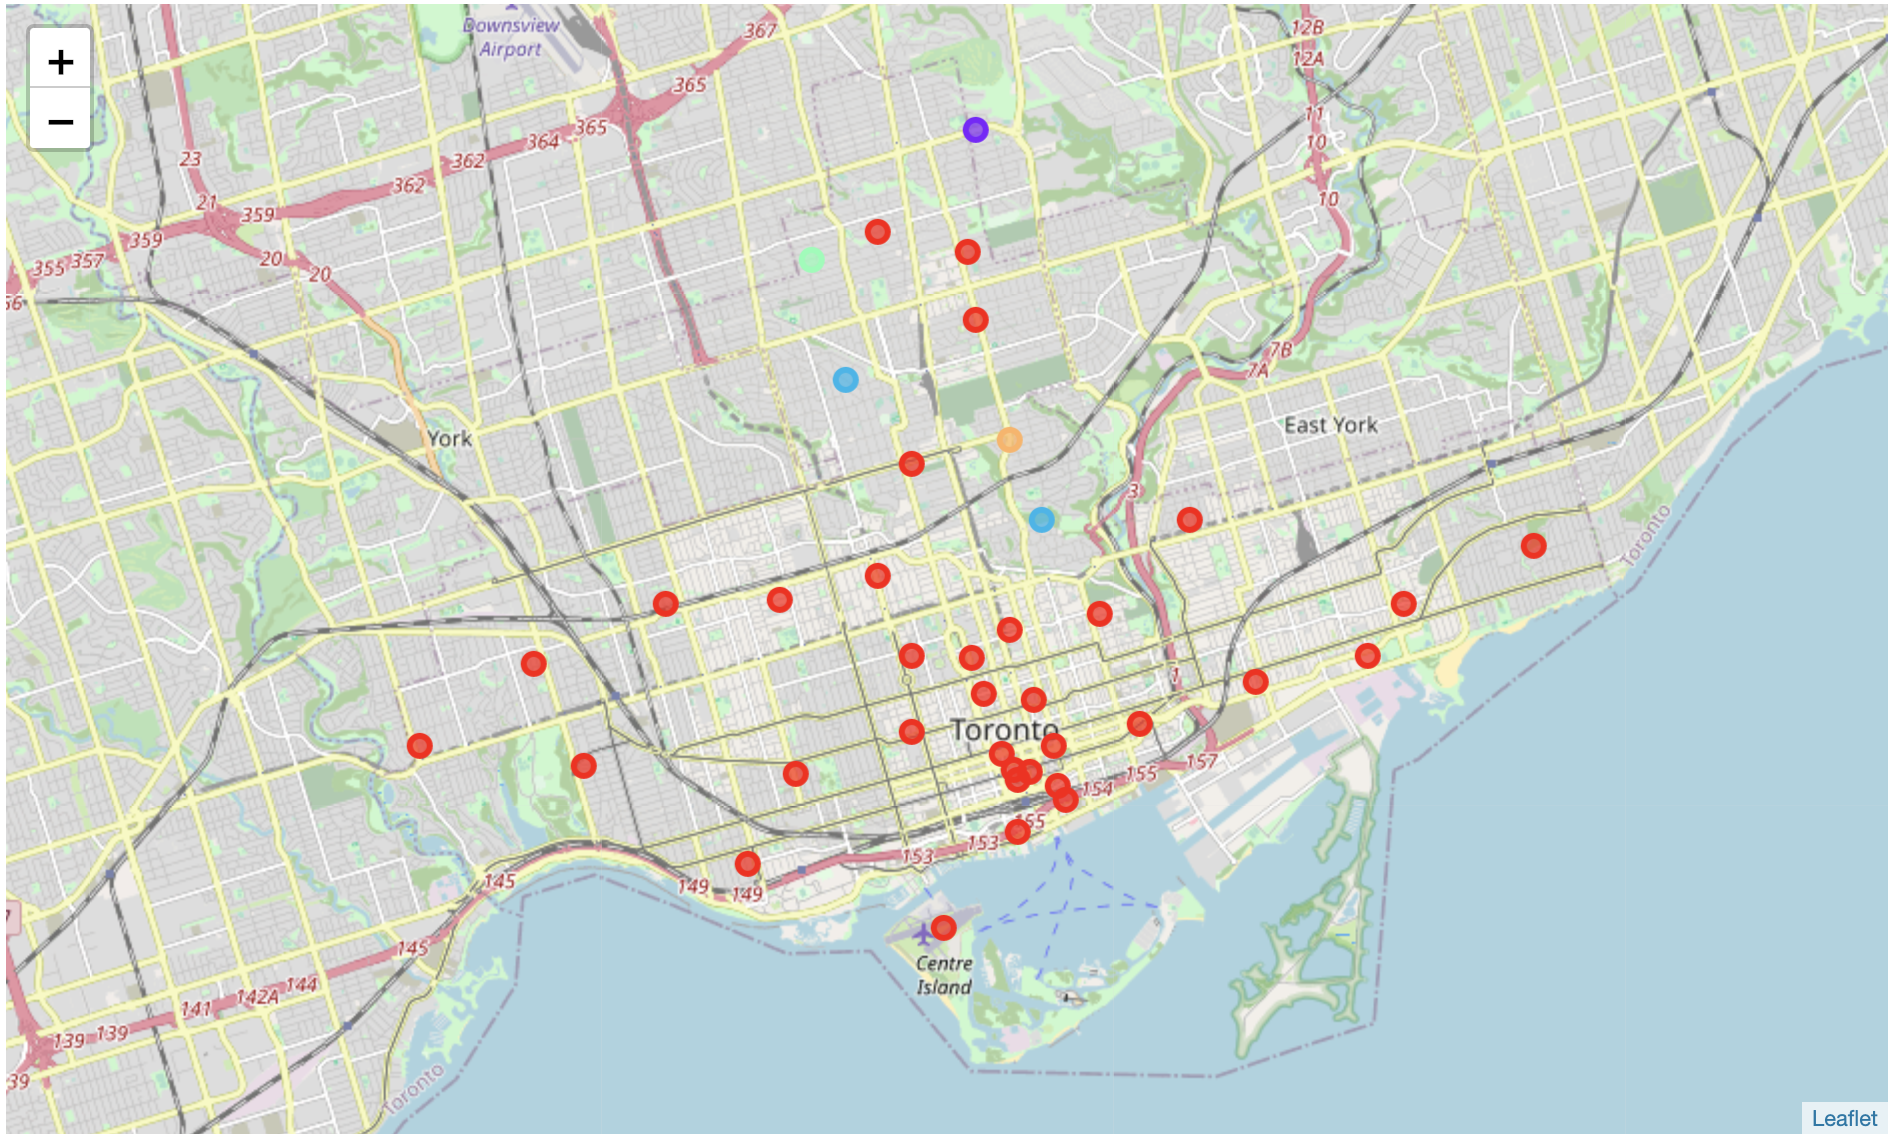 Downsview
Airport
367
12B
12A
+
−
365
11
365
364
10
23
362
362
10
21
359
359
20
357
355
20
56
7B
7A
East York
York
3
Toronto
1
Toronto
157
155
154
155
153
153
145
149
149
7
145
Centre
Island
144
142A
141
139
139
39
Toronto
Leaflet